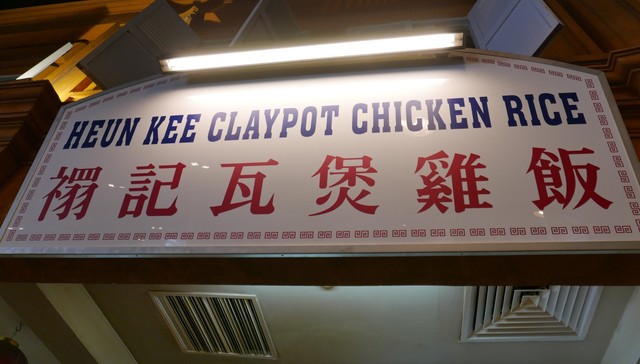 HEUN KEE CLAYPOT CHICKEN RICE
禤記瓦煲雞飯